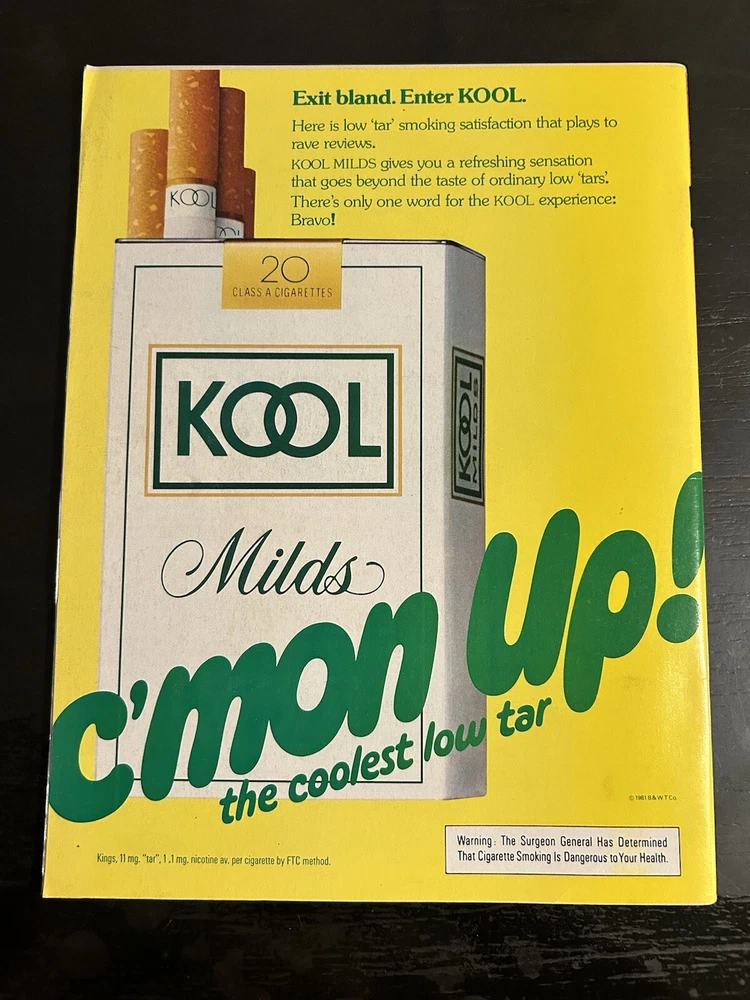 Exit bland. Enter KOOL.
Here is low ‘tar’ smoking satisfaction that plays to
rave reviews.
KOOL MILDS gives you a refreshing sensation
that goes beyond the taste of ordinary low ‘tars’.
There’s only one word for the KOOL experience:
Bravo!
KOOL
KOOL
20
CLASS A CIGARETTES
KOOL
KOOL
MILDS
Milds
C’mon Up!
the coolest low tar
© 1981 B & W T Co.
Warning: The Surgeon General Has Determined
That Cigarette Smoking Is Dangerous to Your Health.
Kings, 11 mg. "tar", 1.1 mg. nicotine av. per cigarette by FTC method.